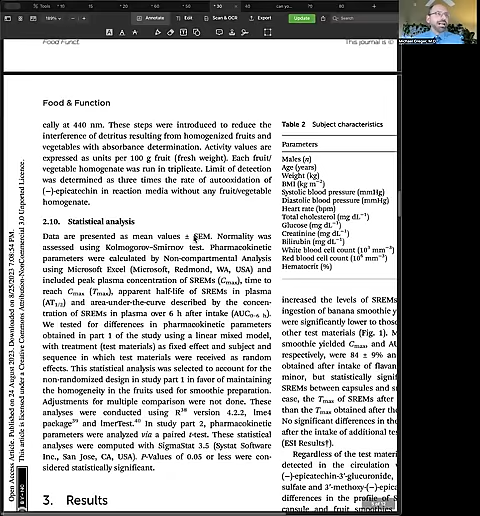 Tools
10
15
20
30
can yo
70
80
169%
Annotate
Edit
Scan & OCR
Export
Update
Search
Michael Greger, M.D.
Food Funct.
This journal is ©
Food & Function
cally at 440 nm. These steps were introduced to reduce the
interference of detritus resulting from homogenized fruits and
vegetables with absorbance determination. Activity values are
expressed as units per 100 g fruit (fresh weight). Each fruit/
vegetable homogenate was run in triplicate. Limit of detection
was determined as three times the rate of autooxidation of
(−)-epicatechin in reaction media without any fruit/vegetable
homogenate.
2.10. Statistical analysis
Data are presented as mean values ± SEM. Normality was
assessed using Kolmogorov–Smirnov test. Pharmacokinetic
parameters were calculated by Non-compartmental Analysis
using Microsoft Excel (Microsoft, Redmond, WA, USA) and
included peak plasma concentration of SREMs (Cmax), time to
reach Cmax (Tmax), apparent half-life of SREMs in plasma
(AT1/2) and area-under-the-curve described by the concen-
tration of SREMs in plasma over 6 h after intake (AUC0–6 h).
We tested for differences in pharmacokinetic parameters
obtained in part 1 of the study using a linear mixed model,
with treatment (test materials) as fixed effect and subject and
sequence in which test materials were received as random
effects. This statistical analysis was selected to account for the
non-randomized design in study part 1 in favor of maintaining
the homogeneity in the fruits used for smoothie preparation.
Adjustments for multiple comparison were not done. These
analyses were conducted using R38 version 4.2.2, lme4
package39 and lmerTest.40 In study part 2, pharmacokinetic
parameters were analyzed via a paired t-test. These statistical
analyses were computed with SigmaStat 3.5 (Systat Software
Inc., San Jose, CA, USA). P-Values of 0.05 or less were con-
sidered statistically significant.
3. Results
Table 2 Subject characteristics
Parameters
Males (n)
Age (years)
Weight (kg)
BMI (kg m−2)
Systolic blood pressure (mmHg)
Diastolic blood pressure (mmHg)
Heart rate (bpm)
Total cholesterol (mg dL−1)
Glucose (mg dL−1)
Creatinine (mg dL−1)
Bilirubin (mg dL−1)
White blood cell count (103 mm−3)
Red blood cell count (106 mm−3)
Hematocrit (%)
increased the levels of SREMs
ingestion of banana smoothie y
were significantly lower to those
other test materials (Fig. 1). M
smoothie yielded Cmax, and AU
respectively, were 84 ± 9% an
obtained after intake of flavan
minor, but statistically signifi
SREMs between capsules and s
ease, the Tmax of SREMs after
than the Tmax obtained after the
No significant differences in the
after the intake of additional te
(ESI Results†).
Regardless of the test mater
detected in the circulation w
(−)-epicatechin-3′-glucuronide,
sulfate and 3′-methoxy-(−)-epica
differences in the profile of S
capsule and fruit smoothies
Open Access Article. Published on 24 August 2023. Downloaded on 8/25/2023 7:08:54 PM.
This article is licensed under a Creative Commons Attribution-NonCommercial 3.0 Unported Licence.